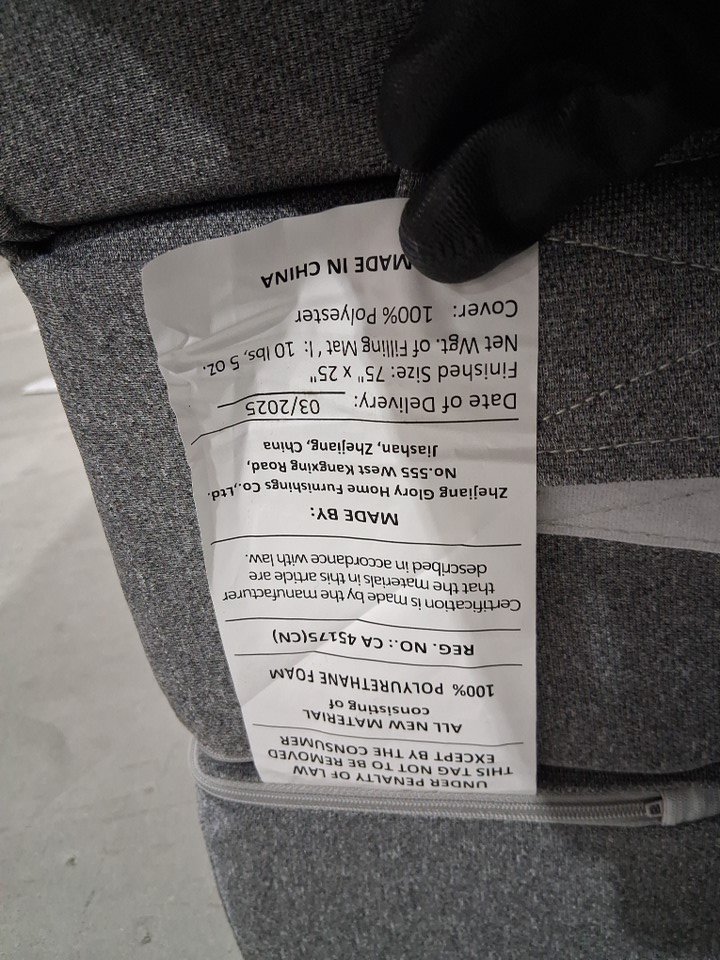 UNDER PENALTY OF LAW
THIS TAG NOT TO BE REMOVED
EXCEPT BY THE CONSUMER
ALL NEW MATERIAL
consisting of
100% POLYURETHANE FOAM
REG. NO.: CA 45175(CN)
Certification is made by the manufacturer
that the materials in this article are
described in accordance with law.
MADE BY:
Zhejiang Glory Home Furnishings Co.,Ltd.
No.555 West Kangxing Road,
Jiashan, Zhejiang, China
Date of Delivery: 03/2025
Finished Size: 75" x 25"
Net Wgt. of Filling Mat'l: 10 lbs, 5 oz.
Cover: 100% Polyester
MADE IN CHINA